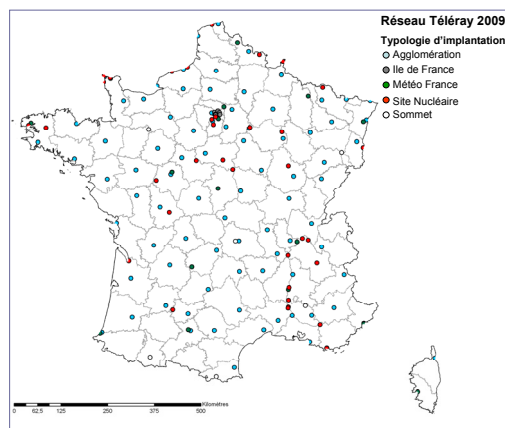 Réseau Téléray 2009
Typologie d'implantation
Agglomération
Ile de France
Météo France
Site Nucléaire
Sommet
Kilomètres
0 62.5 125 250 375 500